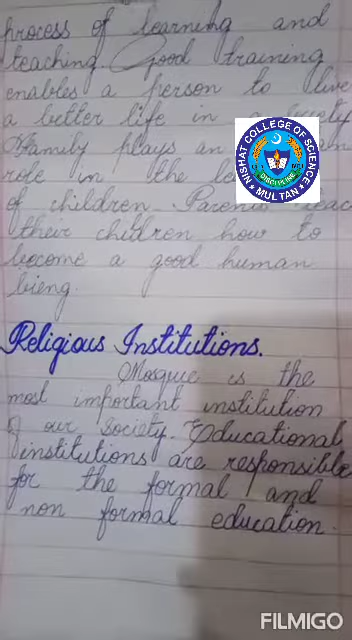 process of learning and
teaching. Good training
enables a person to live
a better life in a society
Family plays an
role in the
of children. Parents teach
their children how to
become a good human
bieng.
Religious Institutions.
Mosque is the
most important institution
of our society. Educational
institutions are responsible
for the formal and
non formal education.
NISHAT COLLEGE OF SCIENCE
DISCIPLINE
MULTAN
FILMIGO